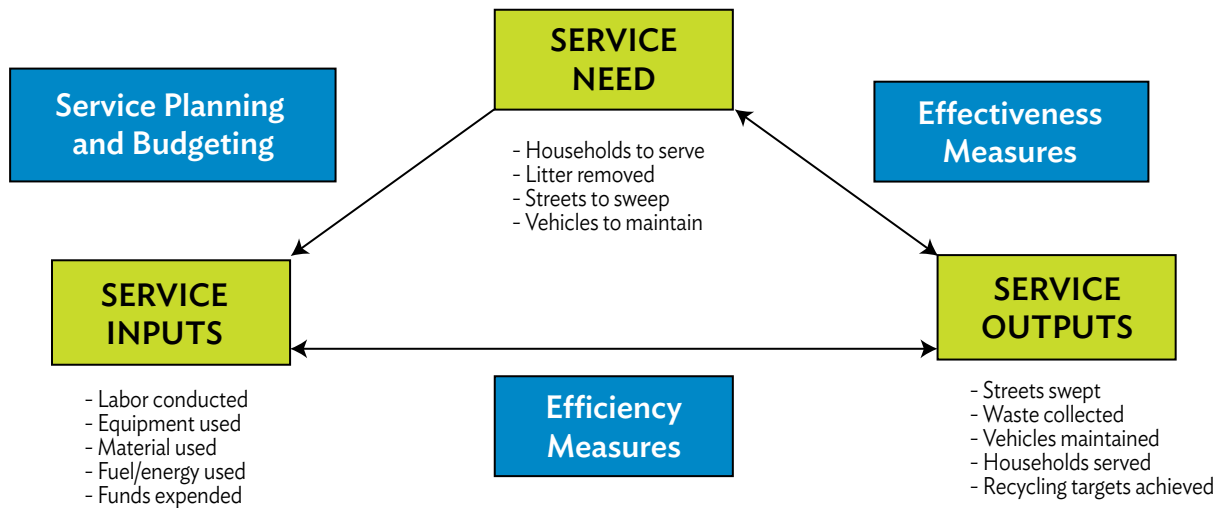 SERVICE
NEED
Service Planning
and Budgeting
Effectiveness
Measures
- Households to serve
- Litter removed
- Streets to sweep
- Vehicles to maintain
SERVICE
INPUTS
SERVICE
OUTPUTS
- Labor conducted
- Equipment used
- Material used
- Fuel/energy used
- Funds expended
Efficiency
Measures
- Streets swept
- Waste collected
- Vehicles maintained
- Households served
- Recycling targets achieved